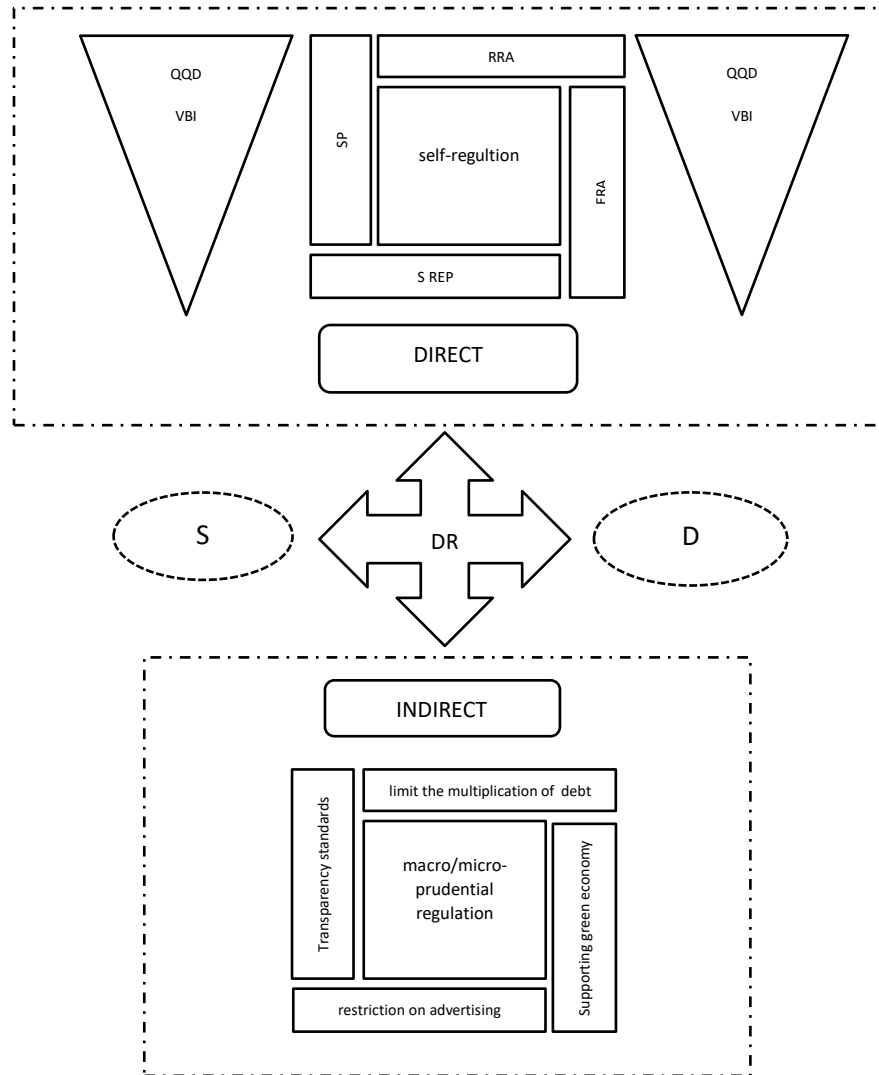 QQD
VBI
SP
RRA
self-regultion
FRA
S REP
QQD
VBI
DIRECT
S
DR
D
INDIRECT
Transparency standards
limit the multiplication of debt
macro/micro-
prudential
regulation
Supporting green economy
restriction on advertising